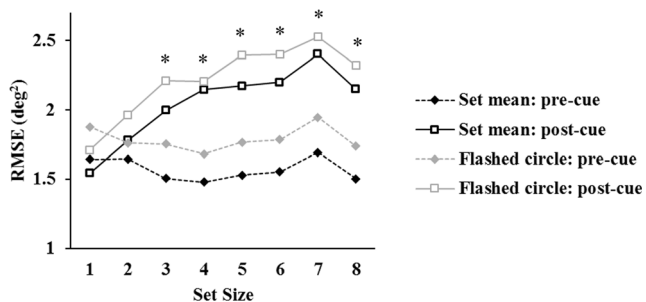 2.5
2
1.5
1
RMSE (deg²)
* * * * * *
1 2 3 4 5 6 7 8
Set Size
Set mean: pre-cue
Set mean: post-cue
Flashed circle: pre-cue
Flashed circle: post-cue